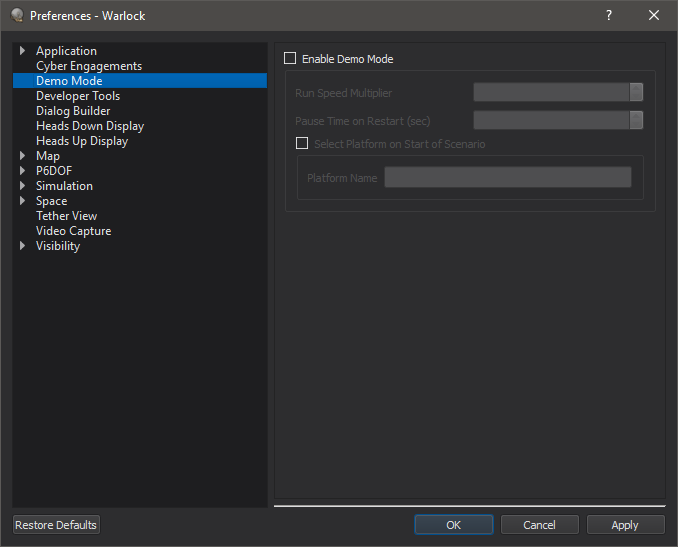 Preferences - Warlock
?
Application
Cyber Engagements
Demo Mode
Developer Tools
Dialog Builder
Heads Down Display
Heads Up Display
Map
P6DOF
Simulation
Space
Tether View
Video Capture
Visibility
Enable Demo Mode
Run Speed Multiplier
Pause Time on Restart (sec)
Select Platform on Start of Scenario
Platform Name
Restore Defaults
OK
Cancel
Apply